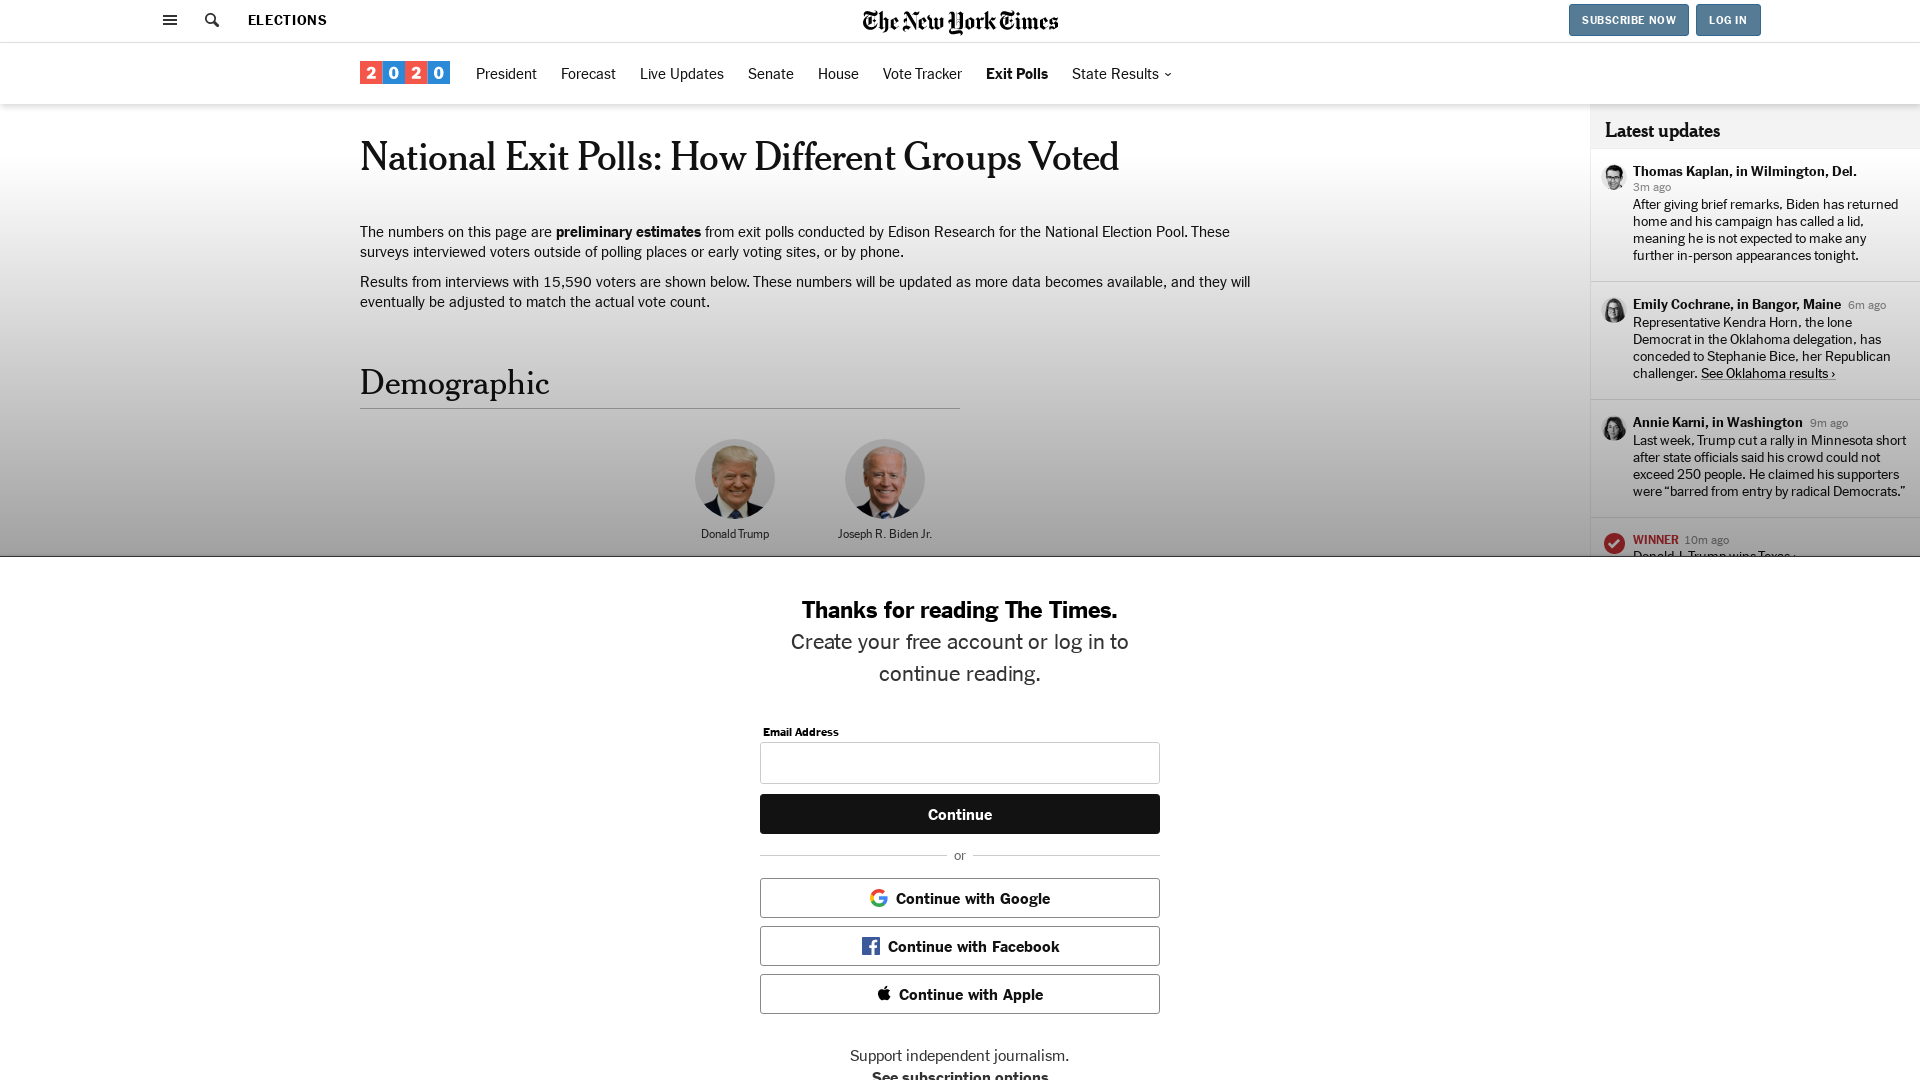 ELECTIONS
The New York Times
SUBSCRIBE NOW
LOG IN
2020
President
Forecast
Live Updates
Senate
House
Vote Tracker
Exit Polls
State Results
National Exit Polls: How Different Groups Voted
The numbers on this page are preliminary estimates from exit polls conducted by Edison Research for the National Election Pool. These
surveys interviewed voters outside of polling places or early voting sites, or by phone.
Results from interviews with 15,590 voters are shown below. These numbers will be updated as more data becomes available, and they will
eventually be adjusted to match the actual vote count.
Demographic
Donald Trump
Joseph R. Biden Jr.
Latest updates
Thomas Kaplan, in Wilmington, Del.
3m ago
After giving brief remarks, Biden has returned
home and his campaign has called a lid,
meaning he is not expected to make any
further in-person appearances tonight.
Emily Cochrane, in Bangor, Maine 6m ago
Representative Kendra Horn, the lone
Democrat in the Oklahoma delegation, has
conceded to Stephanie Bice, her Republican
challenger. See Oklahoma results ›
Annie Karni, in Washington 9m ago
Last week, Trump cut a rally in Minnesota short
after state officials said his crowd could not
exceed 250 people. He claimed his supporters
were “barred from entry by radical Democrats.”
WINNER 10m ago
Donald J. Trump wins Texas ›
Thanks for reading The Times.
Create your free account or log in to
continue reading.
Email Address
Continue
or
Continue with Google
Continue with Facebook
Continue with Apple
Support independent journalism.
See subscription options